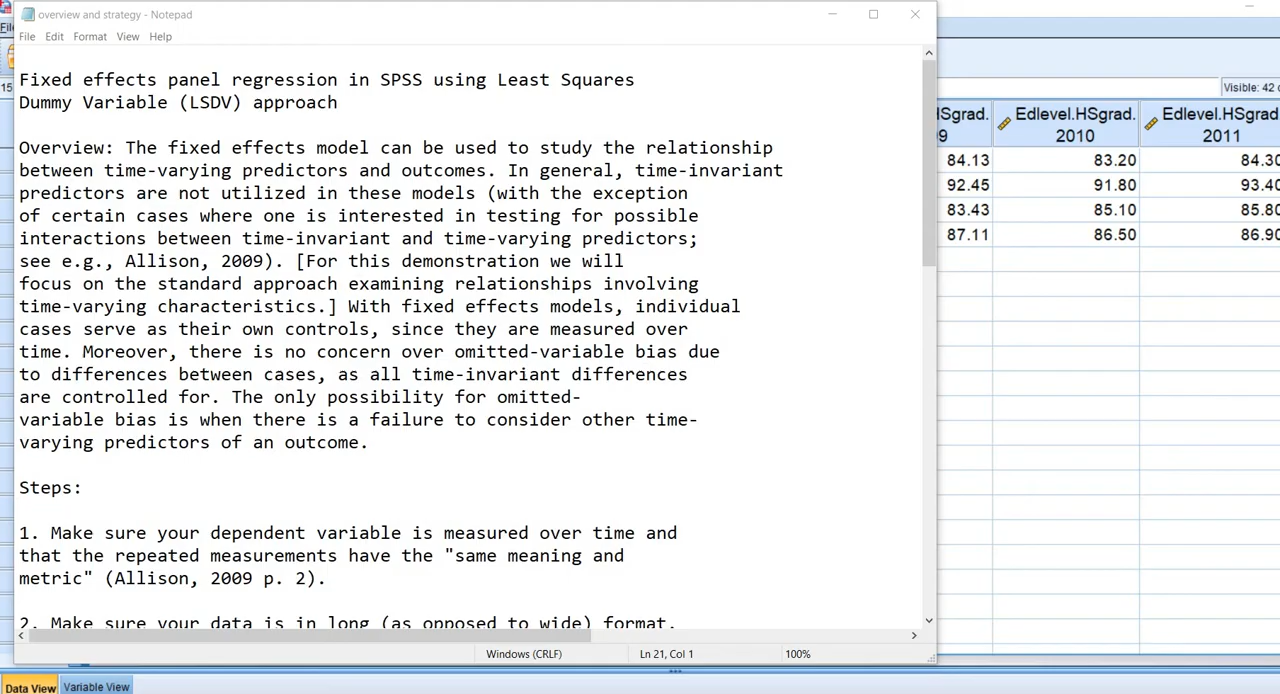 overview and strategy - Notepad
File Edit Format View Help
Fixed effects panel regression in SPSS using Least Squares
Dummy Variable (LSDV) approach
Overview: The fixed effects model can be used to study the relationship
between time-varying predictors and outcomes. In general, time-invariant
predictors are not utilized in these models (with the exception
of certain cases where one is interested in testing for possible
interactions between time-invariant and time-varying predictors;
see e.g., Allison, 2009). [For this demonstration we will
focus on the standard approach examining relationships involving
time-varying characteristics.] With fixed effects models, individual
cases serve as their own controls, since they are measured over
time. Moreover, there is no concern over omitted-variable bias due
to differences between cases, as all time-invariant differences
are controlled for. The only possibility for omitted-
variable bias is when there is a failure to consider other time-
varying predictors of an outcome.
Steps:
1. Make sure your dependent variable is measured over time and
that the repeated measurements have the "same meaning and
metric" (Allison, 2009 p. 2).
2. Make sure your data is in long (as opposed to wide) format.
Windows (CRLF) Ln 21, Col 1 100%
Fil
15
Visible: 42
HSgrad. Edlevel.HSgrad. Edlevel.HSgrad.
9 2010 2011
84.13 83.20 84.30
92.45 91.80 93.40
83.43 85.10 85.80
87.11 86.50 86.90
Data View Variable View